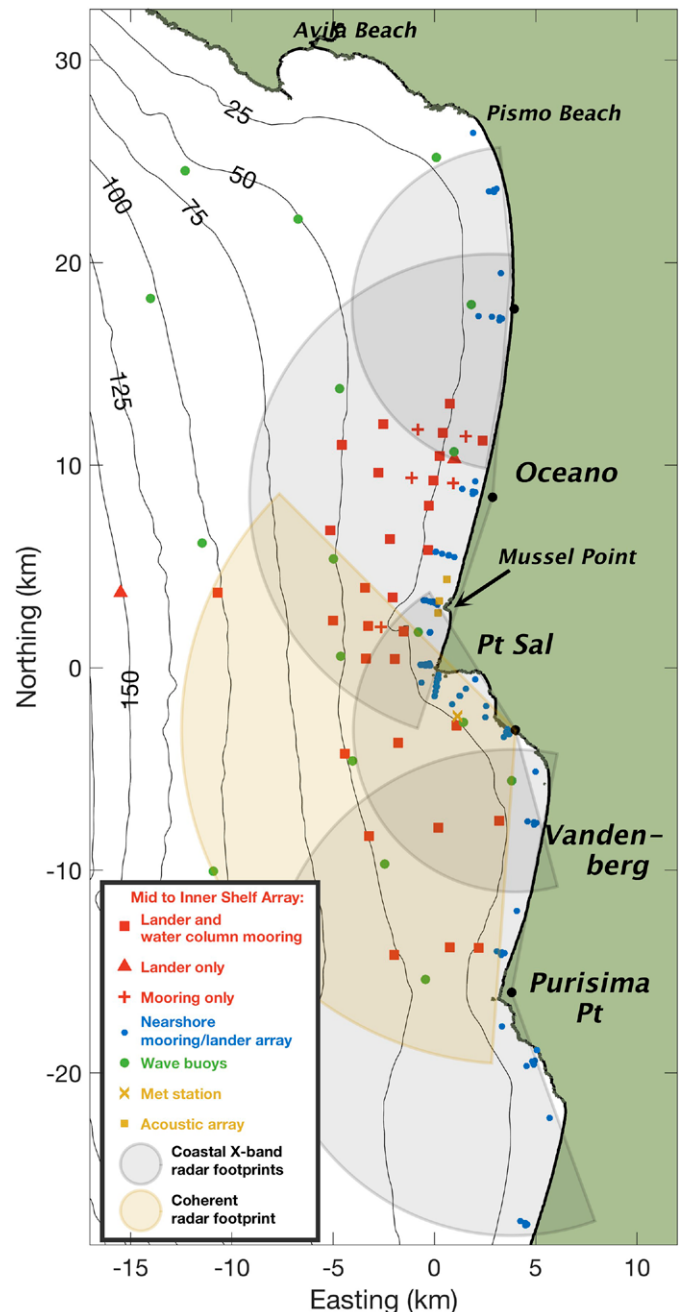 Avila Beach
30
25
Pismo Beach
50
100
75
20
125
10
Oceano
Mussel Point
Pt Sal
Northing (km)
0
150
Vanden-
berg
-10
Mid to Inner Shelf Array:
Lander and
water column mooring
Lander only
Mooring only
Nearshore
mooring/lander array
Wave buoys
Met station
Acoustic array
Coastal X-band
radar footprints
Coherent
radar footprint
Purisima
Pt
-20
-15
-10
-5
0
5
10
Easting (km)